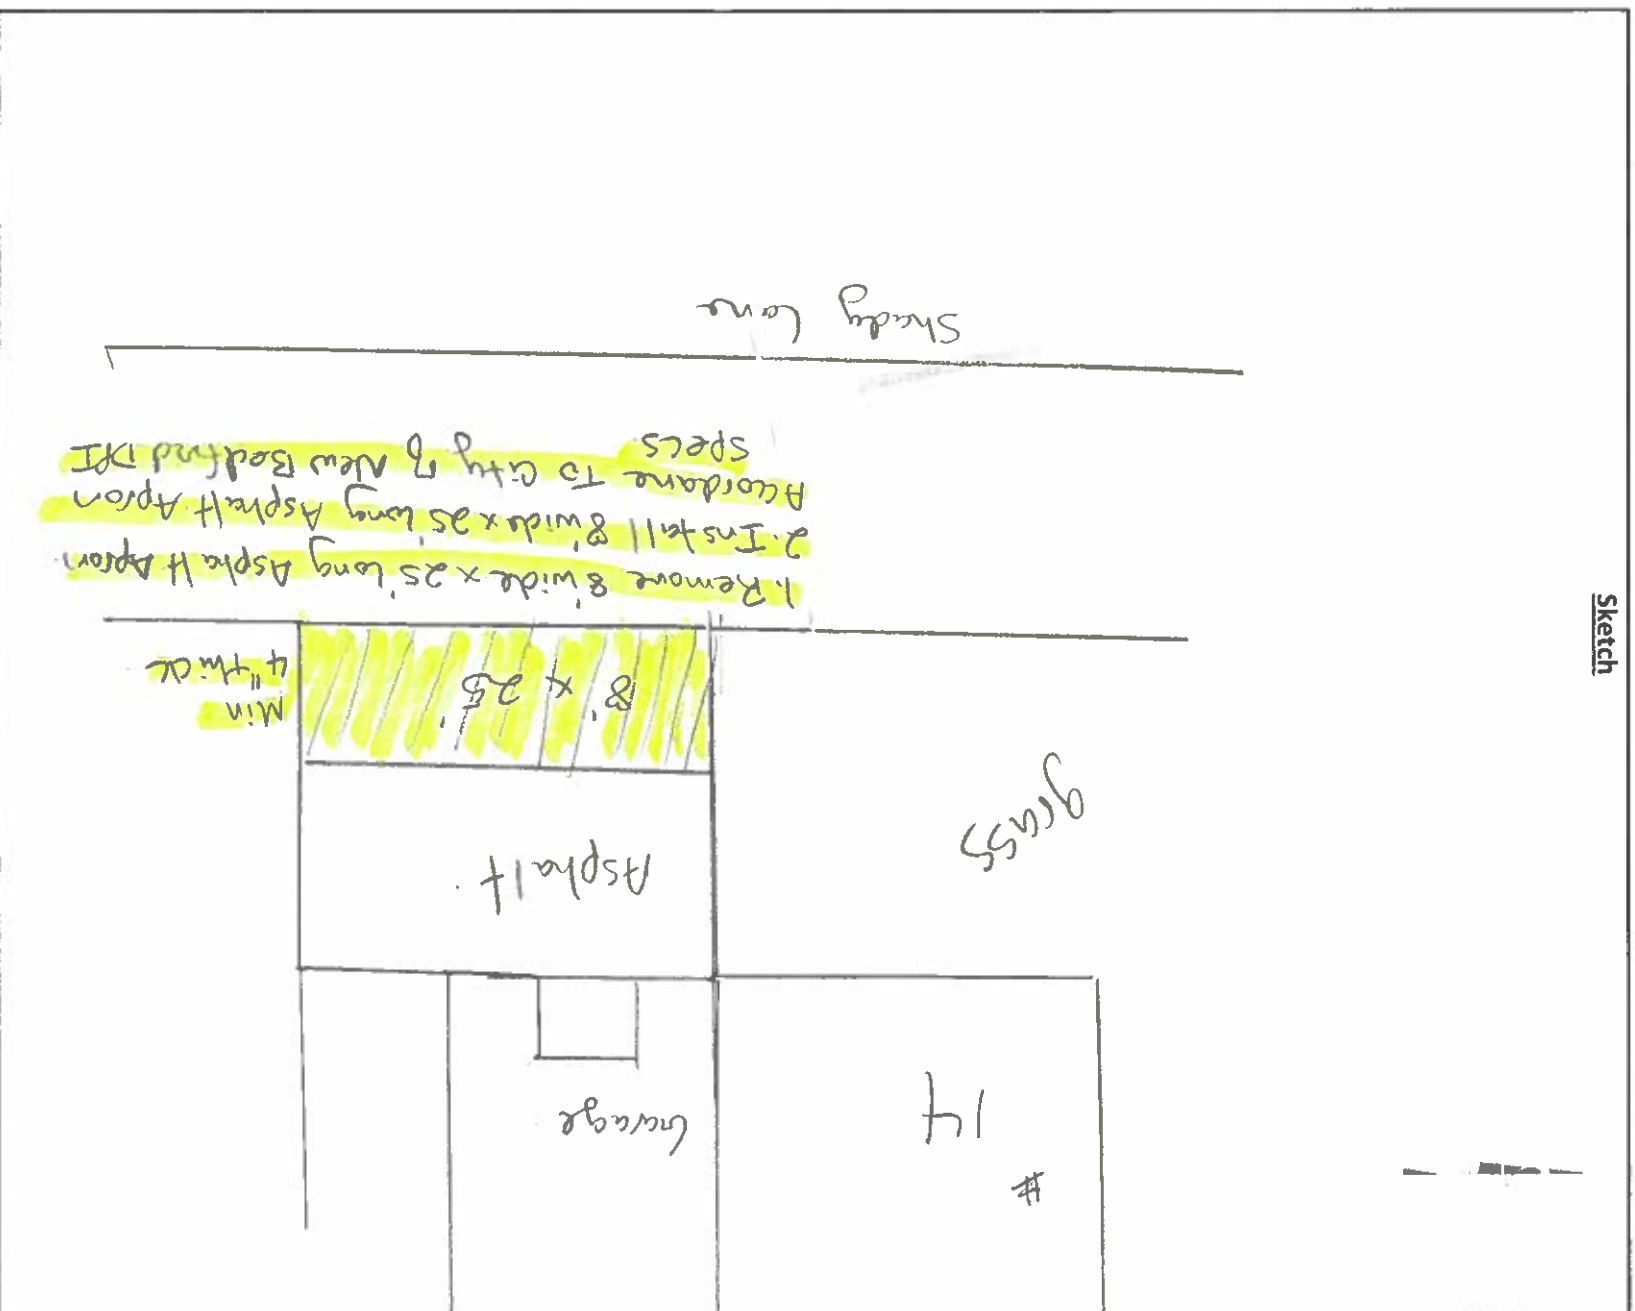 Sketch
#
14
Garage
Asphalt
grass
8' x 25'
Min
4" thick
1. Remove 8' wide x 25' long Asphalt Apron
2. Install 8' wide x 25' long Asphalt Apron
Accordane To City of New Bedford DPI
specs
Shady Lane